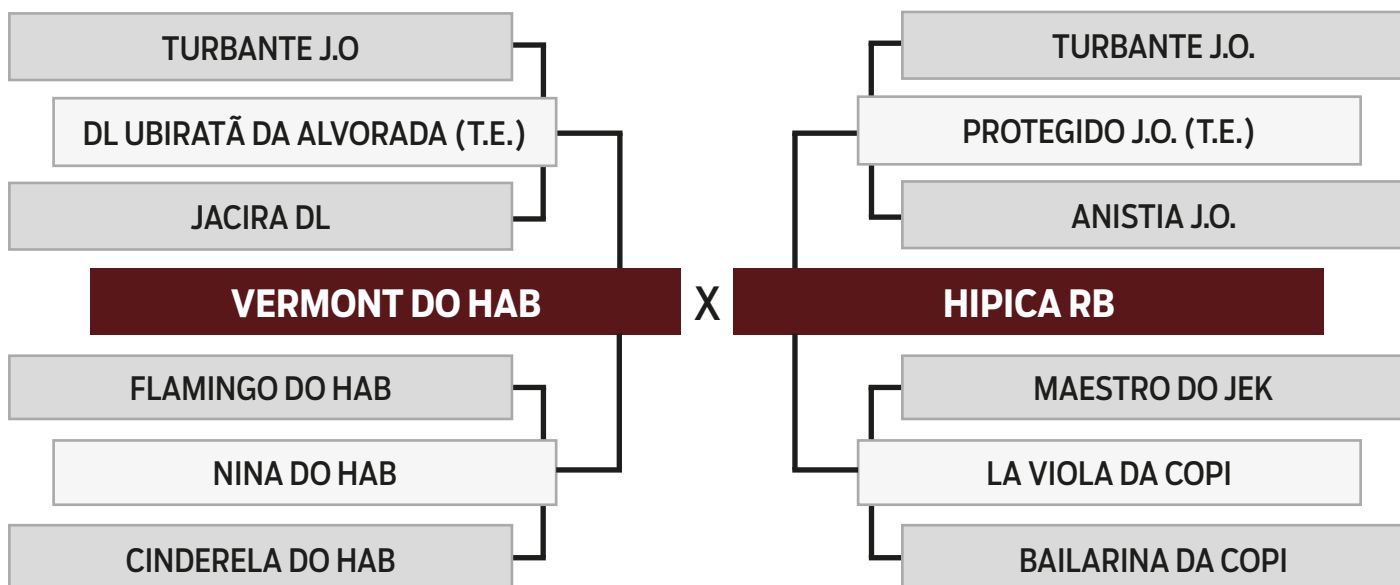 TURBANTE J.O
DL UBIRATÃ DA ALVORADA (T.E.)
JACIRA DL
VERMONT DO HAB
FLAMINGO DO HAB
NINA DO HAB
CINDERELA DO HAB
X
TURBANTE J.O.
PROTEGIDO J.O. (T.E.)
ANISTIA J.O.
HIPICA RB
MAESTRO DO JEK
LA VIOLA DA COPI
BAILARINA DA COPI